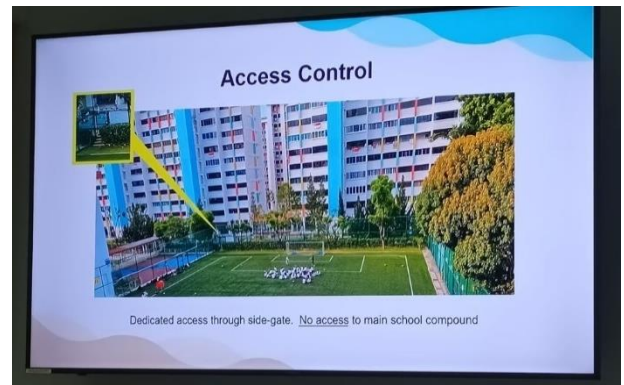 Access Control
Dedicated access through side-gate. No access to main school compound